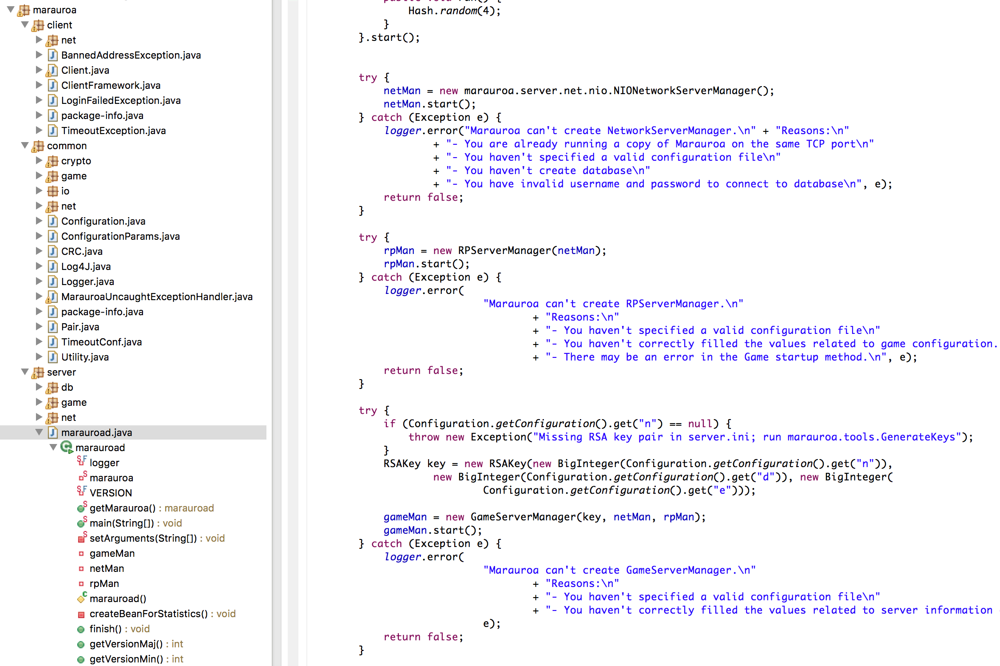 marauroa
client
net
BannedAddressException.java
Client.java
ClientFramework.java
LoginFailedException.java
package-info.java
TimeoutException.java
common
crypto
game
io
net
Configuration.java
ConfigurationParams.java
CRC.java
Log4J.java
Logger.java
MarauroaUncaughtExceptionHandler.java
package-info.java
Pair.java
TimeoutConf.java
Utility.java
server
db
game
net
marauroad.java
marauroad
logger
marauroa
VERSION
getMarauroa() : marauroad
main(String[]) : void
setArguments(String[]) : void
gameMan
netMan
rpMan
marauroad()
createBeanForStatistics() : void
finish() : void
getVersionMaj() : int
getVersionMin() : int
public void run() {
Hash.random(4);
}
}.start();
try {
netMan = new marauroa.server.net.nio.NIONetworkServerManager();
netMan.start();
} catch (Exception e) {
logger.error("Marauroa can't create NetworkServerManager.\n" + "Reasons:\n"
+ "- You are already running a copy of Marauroa on the same TCP port\n"
+ "- You haven't specified a valid configuration file\n"
+ "- You haven't create database\n"
+ "- You have invalid username and password to connect to database\n", e);
return false;
}
try {
rpMan = new RPServerManager(netMan);
rpMan.start();
} catch (Exception e) {
logger.error(
"Marauroa can't create RPServerManager.\n"
+ "Reasons:\n"
+ "- You haven't specified a valid configuration file\n"
+ "- You haven't correctly filled the values related to game configuration.
+ "- There may be an error in the Game startup method.\n", e);
return false;
}
try {
if (Configuration.getConfiguration().get("n") == null) {
throw new Exception("Missing RSA key pair in server.ini; run marauroa.tools.GenerateKeys");
}
RSAKey key = new RSAKey(new BigInteger(Configuration.getConfiguration().get("n")),
new BigInteger(Configuration.getConfiguration().get("d")), new BigInteger(
Configuration.getConfiguration().get("e")));
gameMan = new GameServerManager(key, netMan, rpMan);
gameMan.start();
} catch (Exception e) {
logger.error(
"Marauroa can't create GameServerManager.\n"
+ "Reasons:\n"
+ "- You haven't specified a valid configuration file\n"
+ "- You haven't correctly filled the values related to server information
e);
return false;
}